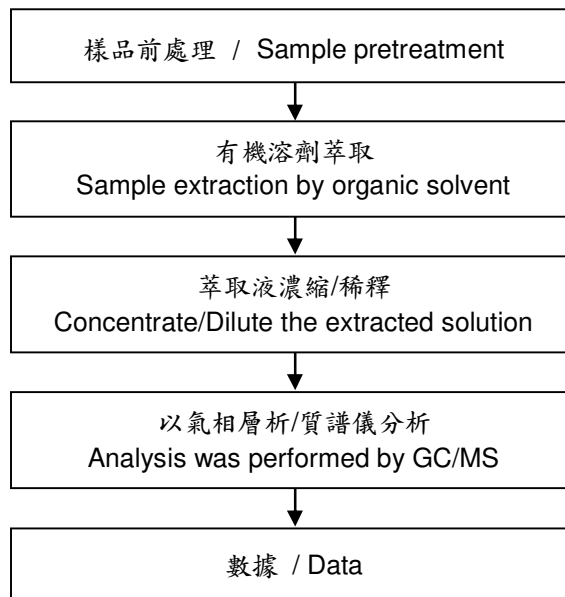 樣品前處理 / Sample pretreatment
有機溶劑萃取
Sample extraction by organic solvent
萃取液濃縮/稀釋
Concentrate/Dilute the extracted solution
以氣相層析/質譜儀分析
Analysis was performed by GC/MS
數據 / Data